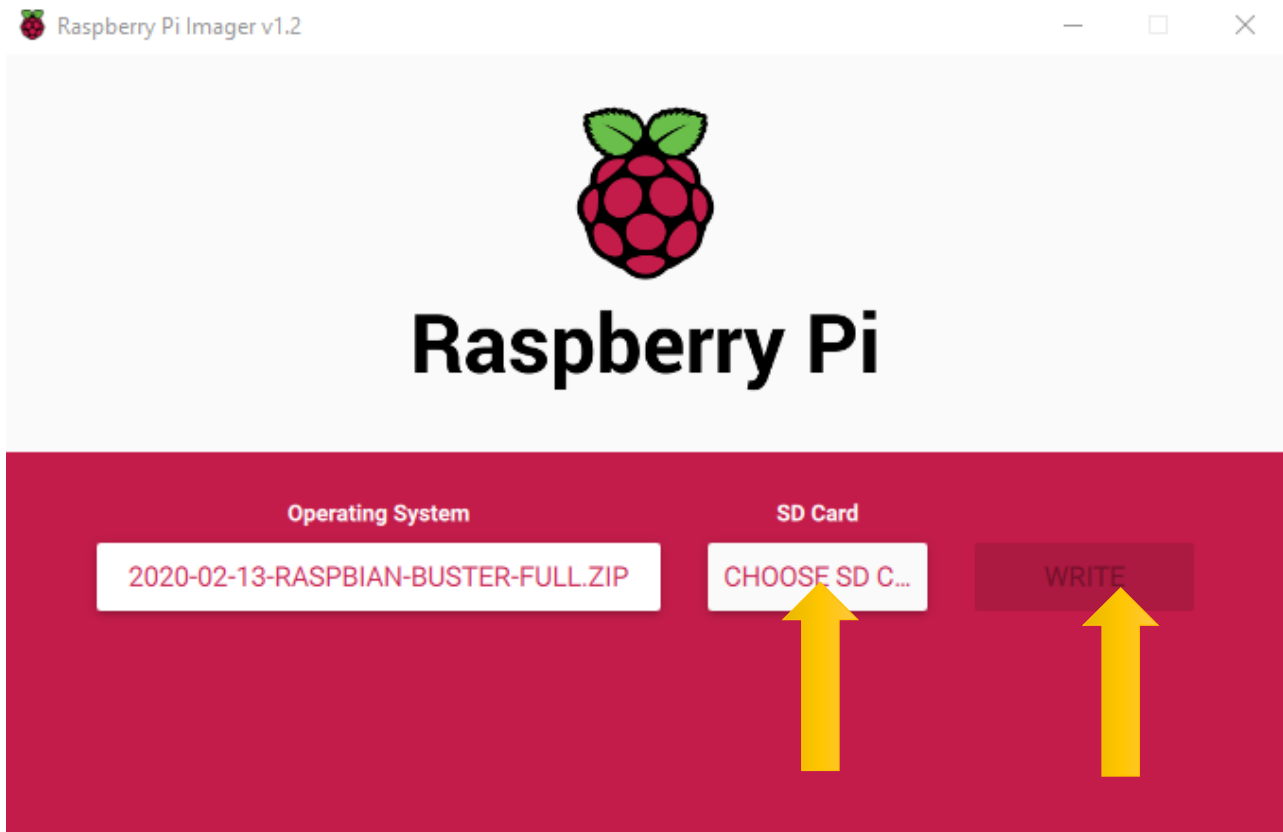 Raspberry Pi Imager v1.2
Raspberry Pi
Operating System
SD Card
2020-02-13-RASPBIAN-BUSTER-FULL.ZIP
CHOOSE SD C...
WRITE